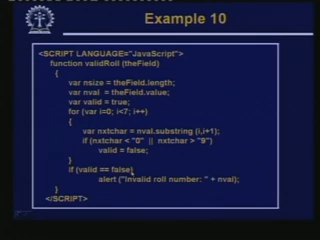 Example 10
<SCRIPT LANGUAGE="JavaScript">
function validRoll (theField)
{
var nsize = theField.length;
var nval = theField.value;
var valid = true;
for (var i=0; i<7; i++)
{
var nxtchar = nval.substring (i,i+1);
if (nxtchar < "0" || nxtchar > "9")
valid = false;
}
if (valid == false)
alert ("Invalid roll number: " + nval);
}
</SCRIPT>